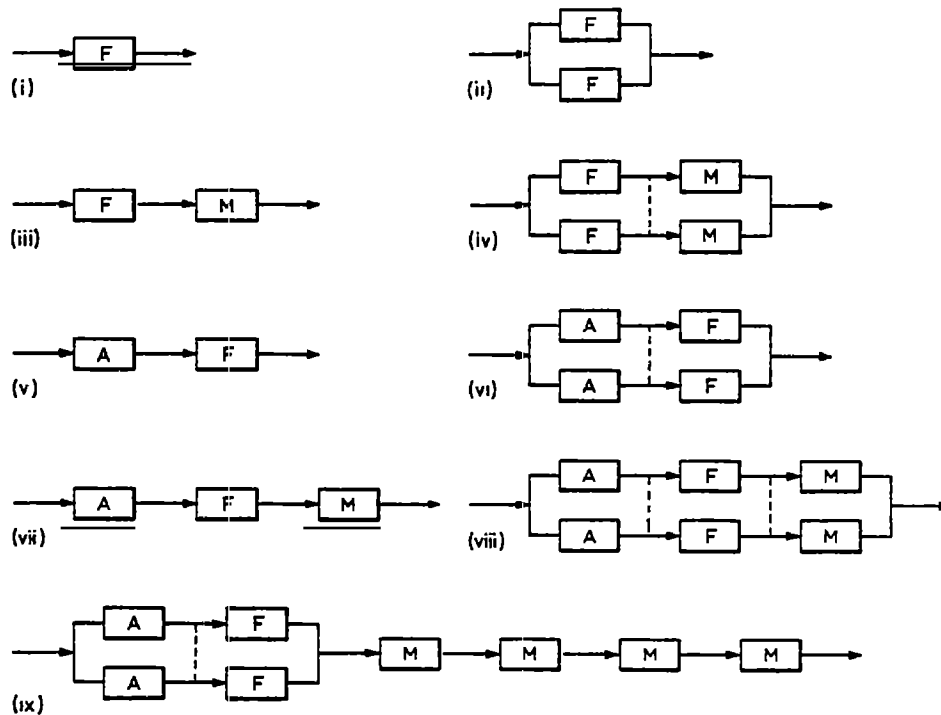 F
(i)
F
F
(ii)
F M
(iii)
F M
F M
(iv)
A F
(v)
A F
A F
(vi)
A F M
(vii)
A F M
A F M
(viii)
A F
M M M M
A F
(ix)